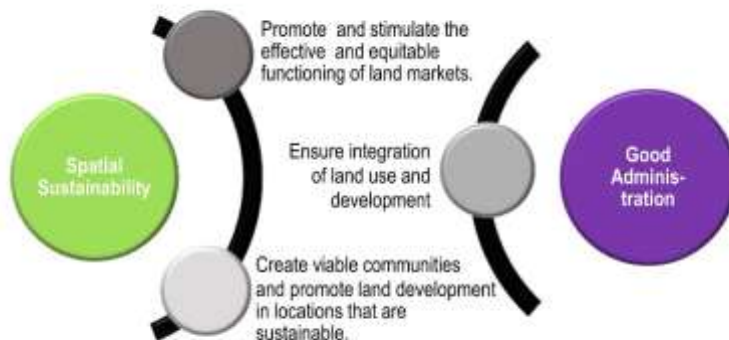 Promote and stimulate the
effective and equitable
functioning of land markets.
Spatial
Sustainability
Ensure integration
of land use and
development
Good
Adminis-
tration
Create viable communities
and promote land development
in locations that are
sustainable.